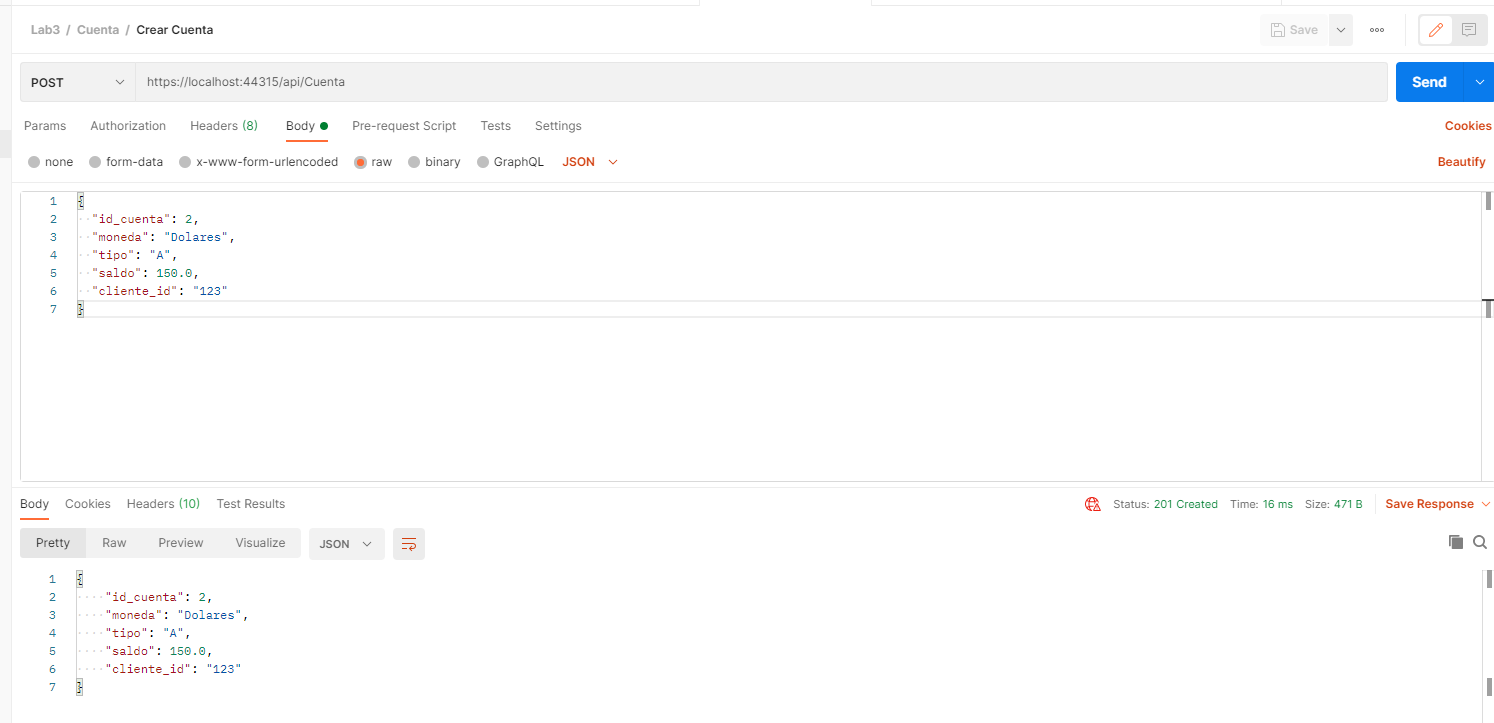 Lab3 / Cuenta / Crear Cuenta
Save
POST
https://localhost:44315/api/Cuenta
Send
Params Authorization Headers (8) Body Pre-request Script Tests Settings Cookies
none form-data x-www-form-urlencoded raw binary GraphQL JSON Beautify
1 {
2 "id_cuenta": 2,
3 "moneda": "Dolares",
4 "tipo": "A",
5 "saldo": 150.0,
6 "cliente_id": "123"
7 }
Body Cookies Headers (10) Test Results Status: 201 Created Time: 16 ms Size: 471 B Save Response
Pretty Raw Preview Visualize JSON
1 {
2 "id_cuenta": 2,
3 "moneda": "Dolares",
4 "tipo": "A",
5 "saldo": 150.0,
6 "cliente_id": "123"
7 }